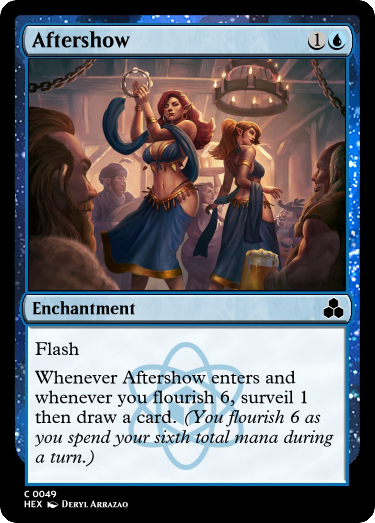 Aftershow 1
Enchantment
Flash
Whenever Aftershow enters and
whenever you flourish 6, surveil 1
then draw a card. (You flourish 6 as
you spend your sixth total mana during
a turn.)
C 0049
HEX Deryl Arrazao